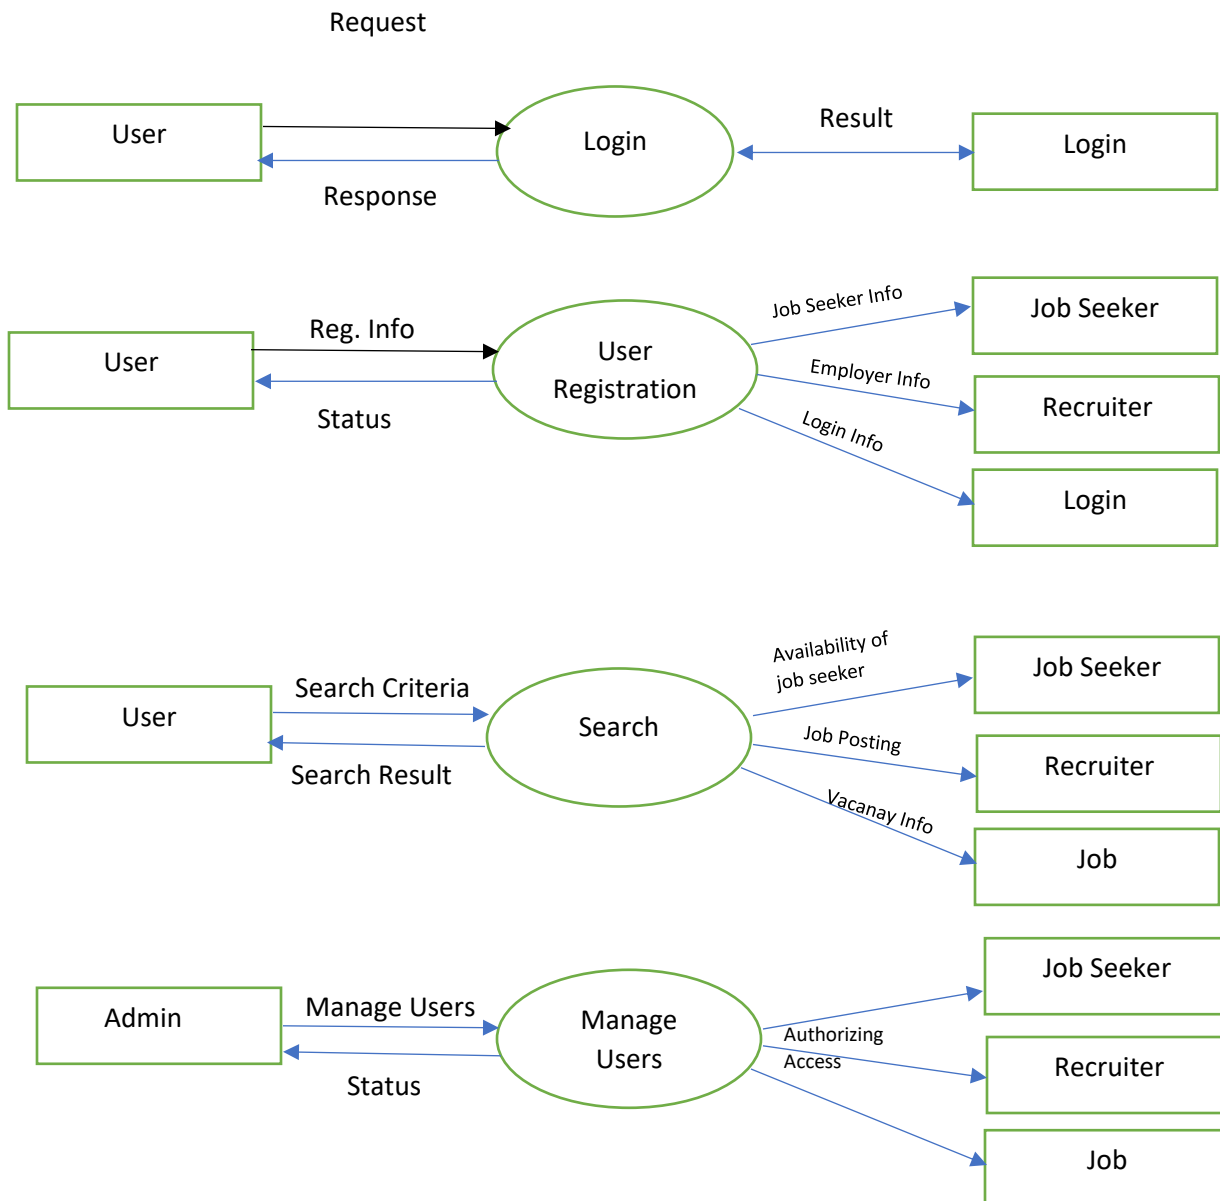 Request
User
Login
Result
Login
Response
Job Seeker Info
Job Seeker
Reg. Info
User
User
Registration
Employer Info
Recruiter
Status
Login Info
Login
Availability of
job seeker
Job Seeker
Search Criteria
User
Search
Job Posting
Recruiter
Search Result
Vacanay Info
Job
Job Seeker
Admin
Manage Users
Manage
Users
Authorizing
Access
Recruiter
Status
Job